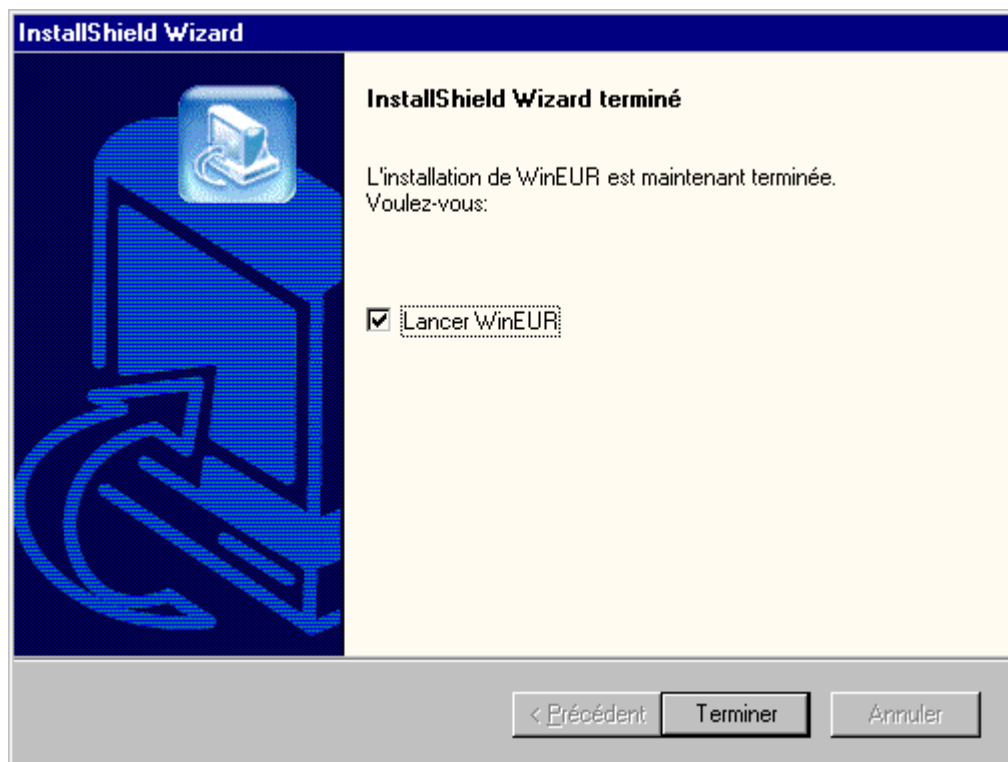 InstallShield Wizard
InstallShield Wizard terminé
L'installation de WinEUR est maintenant terminée.
Voulez-vous:
Lancer WinEUR
< Précédent Terminer Annuler